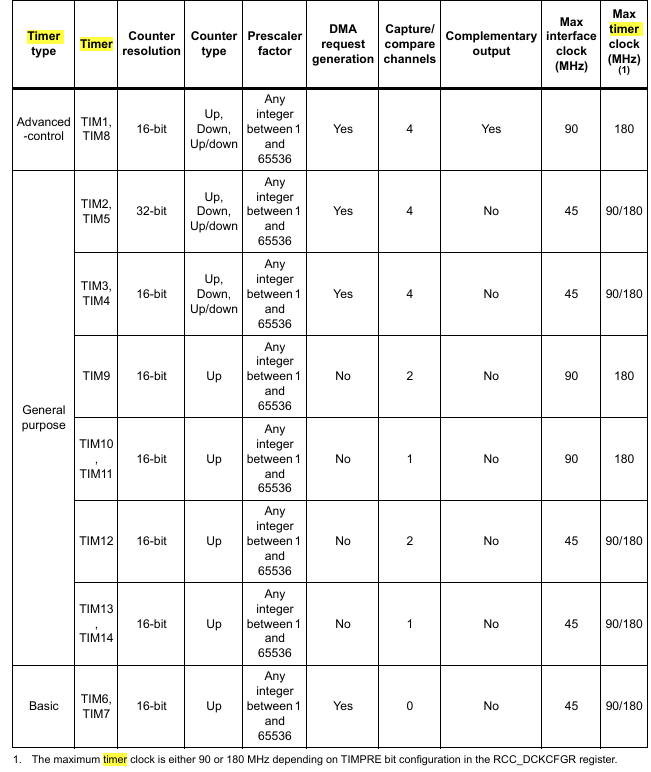 Timer type	Timer	Counter resolution	Counter type	Prescaler factor	DMA request generation	Capture/ compare channels	Complementary output	Max interface clock (MHz)	Max timer clock (MHz) (1)
Advanced -control	TIM1, TIM8	16-bit	Up, Down, Up/down	Any integer between 1 and 65536	Yes	4	Yes	90	180
General purpose	TIM2, TIM5	32-bit	Up, Down, Up/down	Any integer between 1 and 65536	Yes	4	No	45	90/180
TIM3, TIM4	16-bit	Up, Down, Up/down	Any integer between 1 and 65536	Yes	4	No	45	90/180
TIM9	16-bit	Up	Any integer between 1 and 65536	No	2	No	90	180
TIM10 , TIM11	16-bit	Up	Any integer between 1 and 65536	No	1	No	90	180
TIM12	16-bit	Up	Any integer between 1 and 65536	No	2	No	45	90/180
TIM13 , TIM14	16-bit	Up	Any integer between 1 and 65536	No	1	No	45	90/180
Basic	TIM6, TIM7	16-bit	Up	Any integer between 1 and 65536	Yes	0	No	45	90/180
1. The maximum timer clock is either 90 or 180 MHz depending on TIMPRE bit configuration in the RCC_DCKCFGR register.